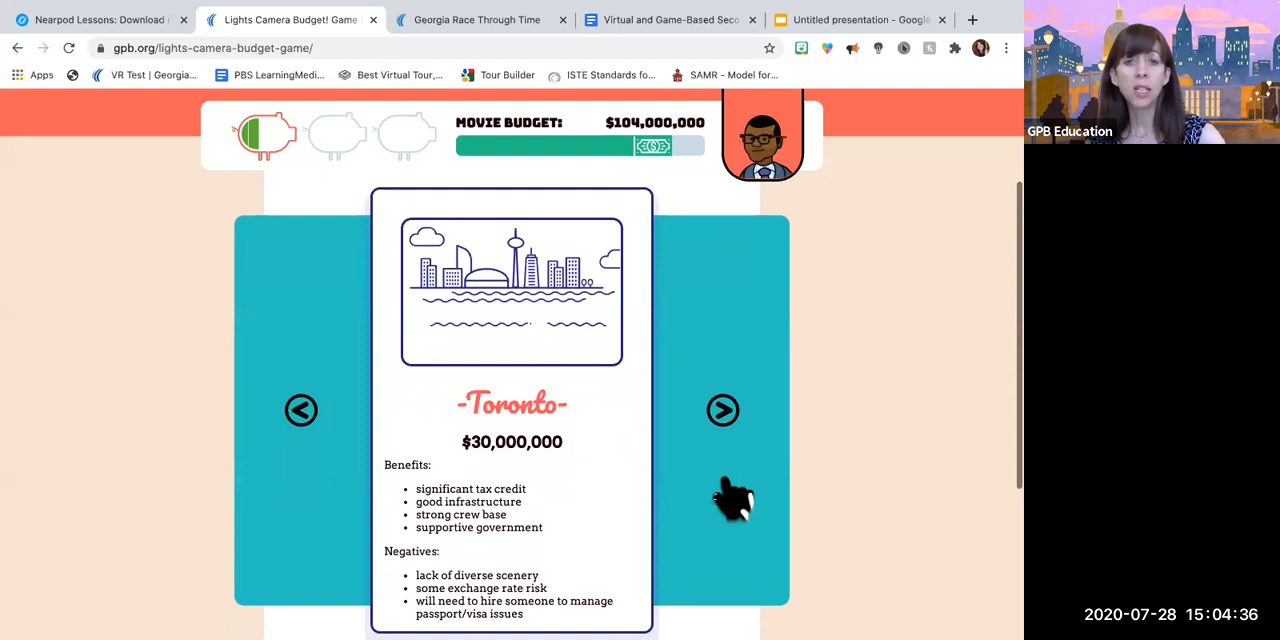 Nearpod Lessons: Download
Lights Camera Budget! Game
Georgia Race Through Time
Virtual and Game-Based Seco
Untitled presentation - Google
gpb.org/lights-camera-budget-game/
Apps
VR Test | Georgia...
PBS LearningMedi...
Best Virtual Tour,...
Tour Builder
ISTE Standards fo...
SAMR - Model for...
MOVIE BUDGET:
$104,000,000
GPB Education
-Toronto-
$30,000,000
Benefits:
• significant tax credit
• good infrastructure
• strong crew base
• supportive government
Negatives:
• lack of diverse scenery
• some exchange rate risk
• will need to hire someone to manage
passport/visa issues
2020-07-28 15:04:36